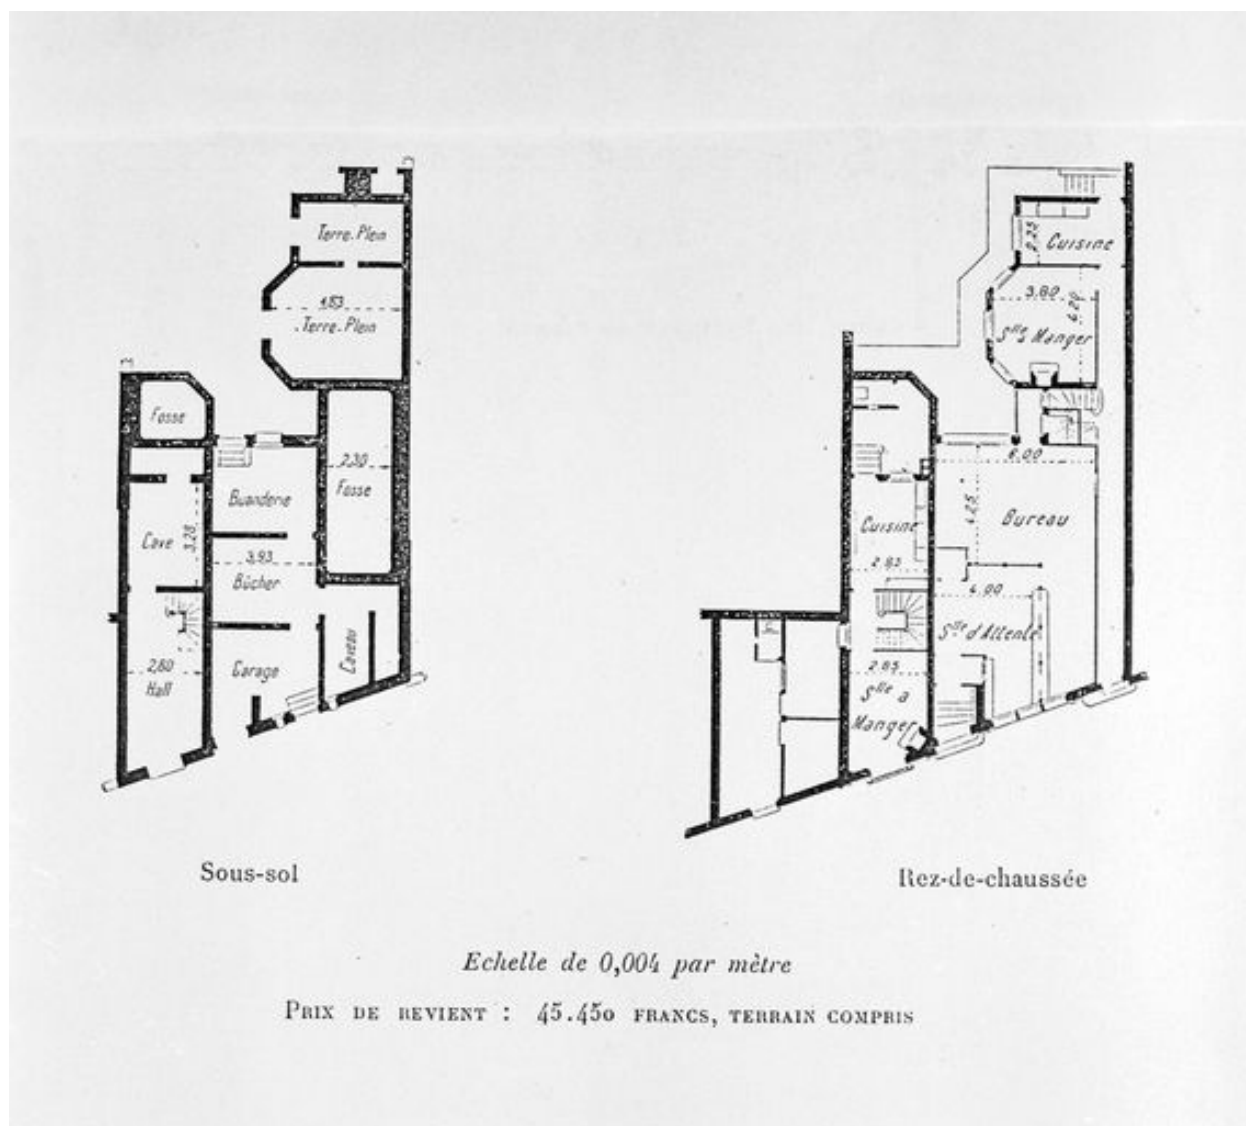 Terre-Plein
4,83
Terre-Plein
Fosse
2,30
Fosse
Buanderie
Cave
3,28
3,93
Bûcher
Garage
Caveau
2,80
Hall
Cuisine
2,25
3,80
4,20
Slle à Manger
6,00
4,25
Bureau
Cuisine
2.85
4,00
Slle d'Attente
2,85
Slle à
Manger
Sous-sol
Rez-de-chaussée
Echelle de 0,004 par mètre
PRIX DE REVIENT : 45.450 FRANCS, TERRAIN COMPRIS